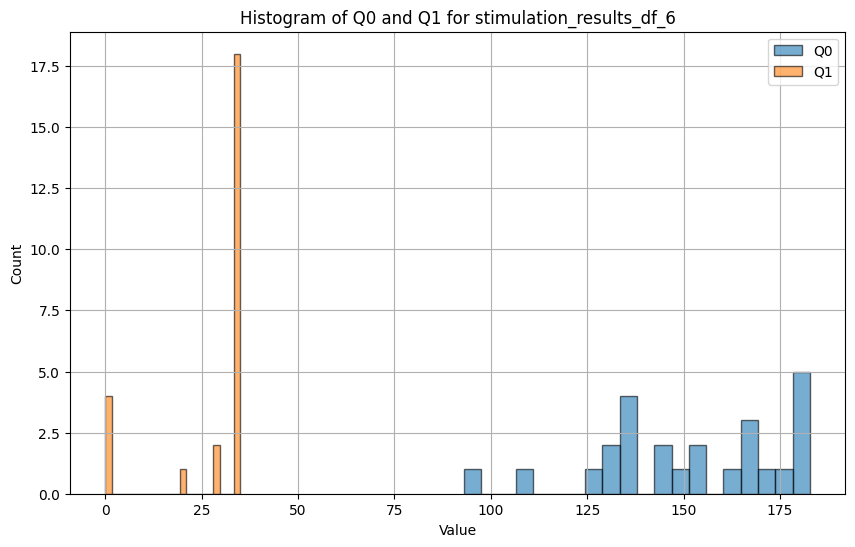 Histogram of Q0 and Q1 for stimulation_results_df_6
Q0
Q1
Count
17.5
15.0
12.5
10.0
7.5
5.0
2.5
0.0
0 25 50 75 100 125 150 175
Value